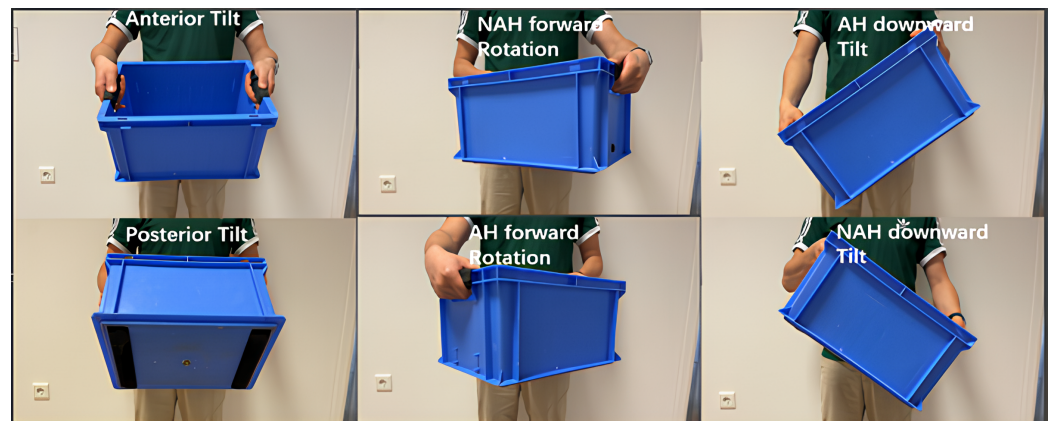 Anterior Tilt
NAH forward
Rotation
AH downward
Tilt
Posterior Tilt
AH forward
Rotation
NAH downward
Tilt